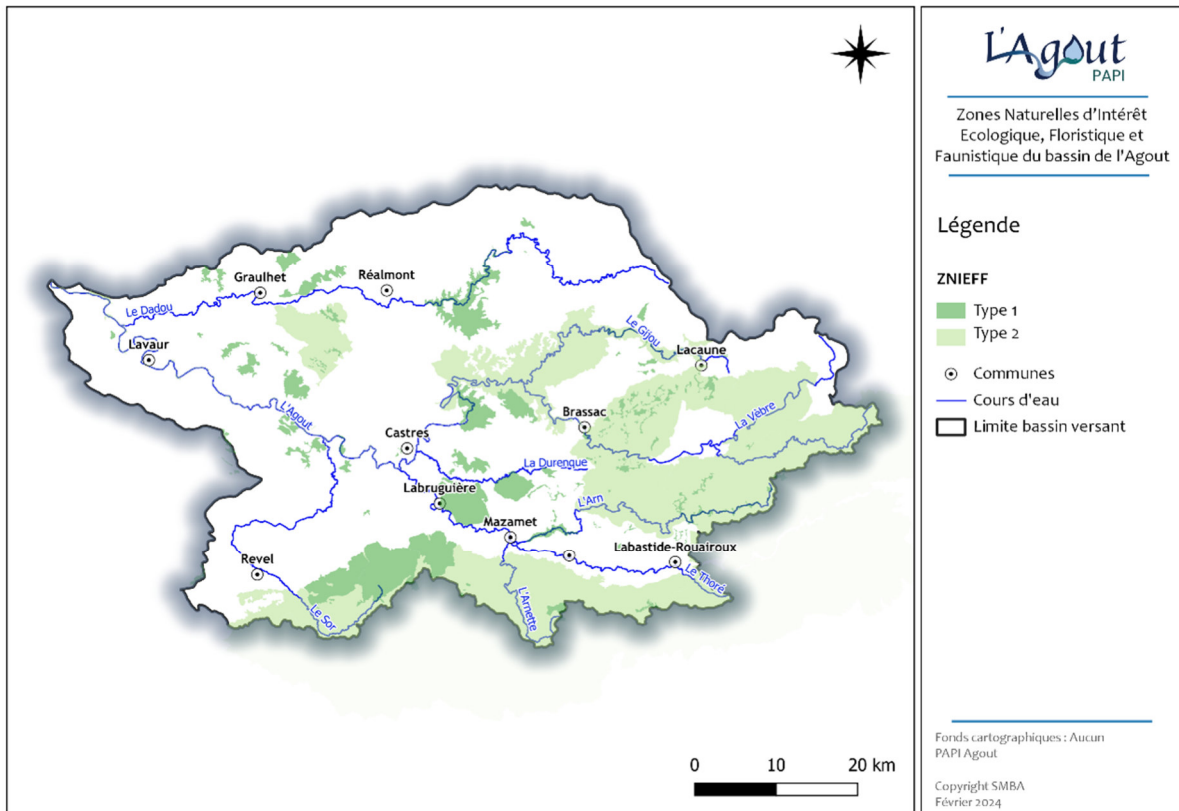 Graulhet
Réalmont
Le Dadou
Lavaur
Le Gijou
Lacaune
L'Agout
Brassac
La Vèbre
Castres
La Durenque
Labruguière
L'Arn
Mazamet
Labastide-Rouairoux
Revel
Le Thoré
Le Sor
L'Arnette
0 10 20 km
L'Agout
PAPI
Zones Naturelles d'Intérêt
Ecologique, Floristique et
Faunistique du bassin de l'Agout
Légende
ZNIEFF
Type 1
Type 2
Communes
Cours d'eau
Limite bassin versant
Fonds cartographiques : Aucun
PAPI Agout
Copyright SMBA
Février 2024